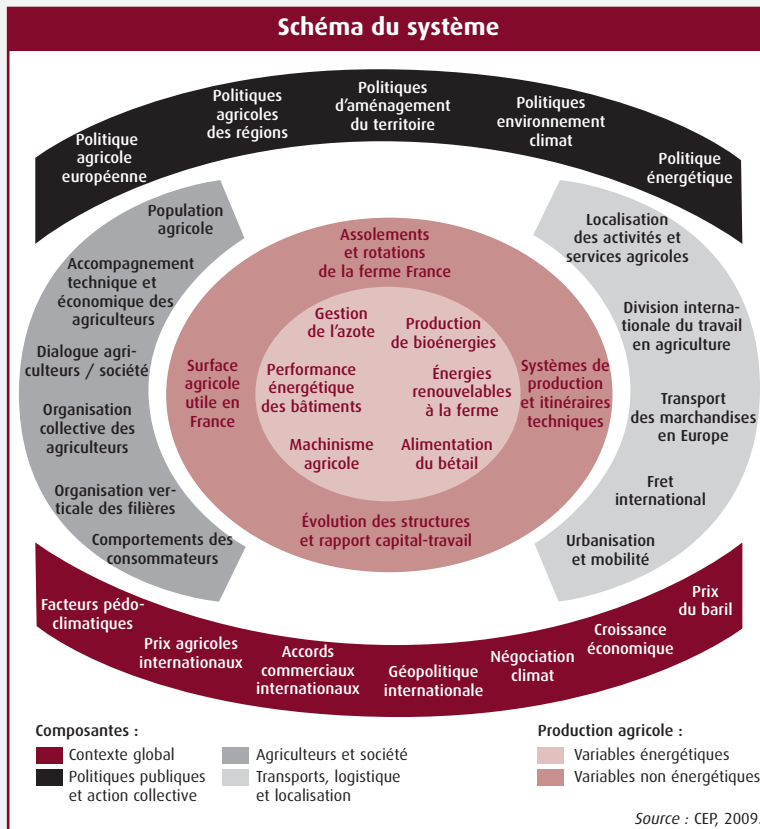 Schéma du système
Politique
agricole
européenne
Politiques
agricoles
des régions
Politiques
d'aménagement
du territoire
Politiques
environnement
climat
Politique
énergétique
Population
agricole
Accompagnement
technique et
économique des
agriculteurs
Dialogue agri-
culteurs / société
Organisation
collective des
agriculteurs
Organisation ver-
ticale des filières
Comportements des
consommateurs
Assolements
et rotations
de la ferme France
Surface
agricole
utile en
France
Gestion
de l'azote
Production
de bioénergies
Performance
énergétique
des bâtiments
Énergies
renouvelables
à la ferme
Machinisme
agricole
Alimentation
du bétail
Systèmes de
production
et itinéraires
techniques
Évolution des structures
et rapport capital-travail
Localisation
des activités et
services agricoles
Division interna-
tionale du travail
en agriculture
Transport
des marchandises
en Europe
Fret
international
Urbanisation
et mobilité
Facteurs pédo-
climatiques
Prix agricoles
internationaux
Accords
commerciaux
internationaux
Géopolitique
internationale
Négociation
climat
Croissance
économique
Prix
du baril
Composantes :
Contexte global
Politiques publiques
et action collective
Agriculteurs et société
Transports, logistique
et localisation
Production agricole :
Variables énergétiques
Variables non énergétiques
Source : CEP, 2009.